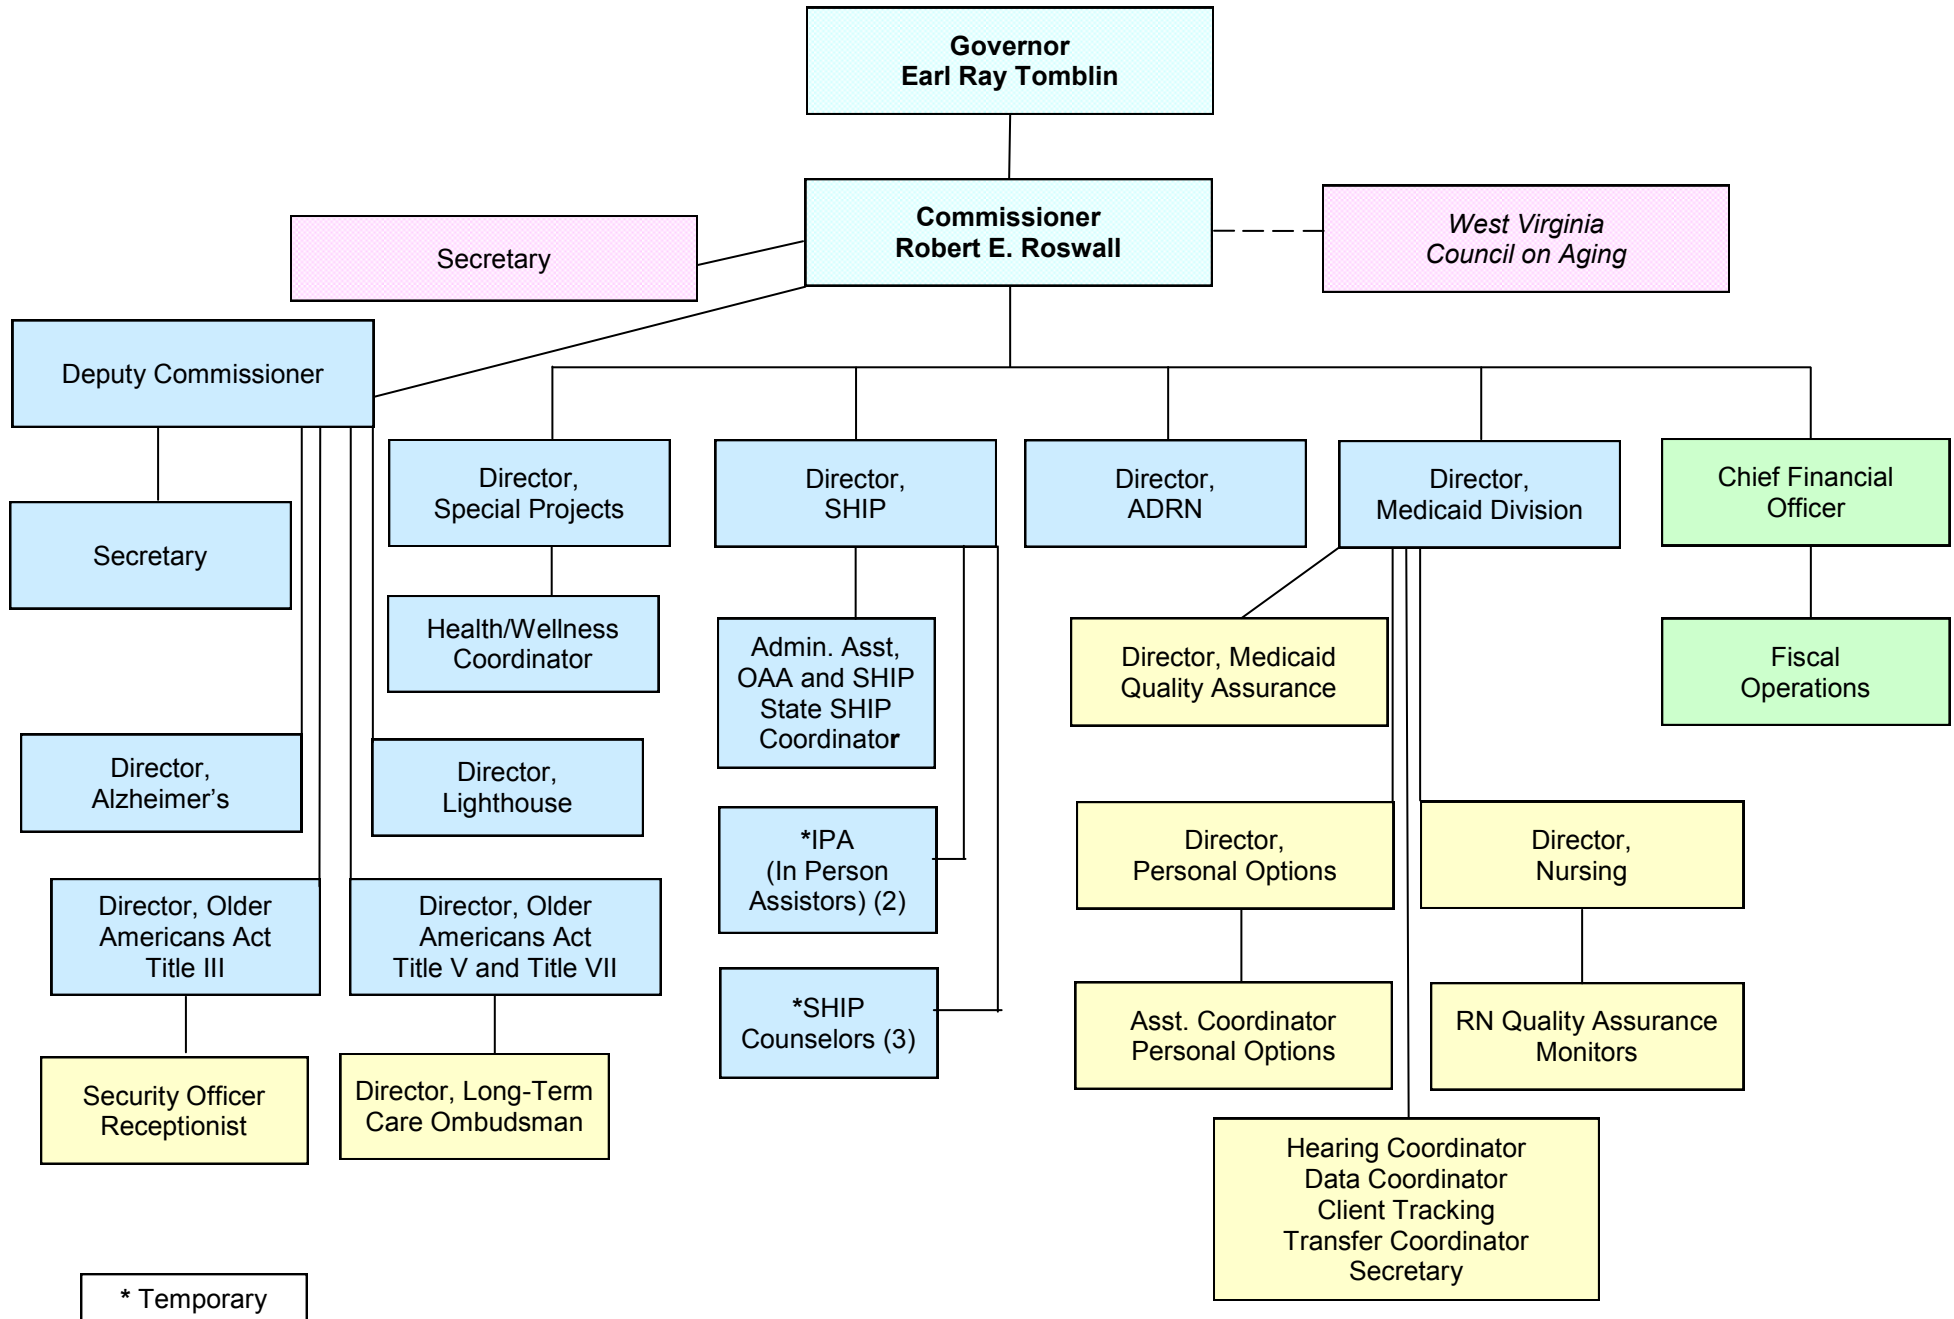 Governor
Earl Ray Tomblin
Commissioner
Robert E. Roswall
West Virginia
Council on Aging
Secretary
Deputy Commissioner
Secretary
Director,
Special Projects
Director,
SHIP
Director,
ADRN
Director,
Medicaid Division
Chief Financial
Officer
Health/Wellness
Coordinator
Admin. Asst,
OAA and SHIP
State SHIP
Coordinator
Director, Medicaid
Quality Assurance
Fiscal
Operations
Director,
Alzheimer’s
Director,
Lighthouse
*IPA
(In Person
Assistors) (2)
Director,
Personal Options
Director,
Nursing
Director, Older
Americans Act
Title III
Director, Older
Americans Act
Title V and Title VII
*SHIP
Counselors (3)
Asst. Coordinator
Personal Options
RN Quality Assurance
Monitors
Security Officer
Receptionist
Director, Long-Term
Care Ombudsman
Hearing Coordinator
Data Coordinator
Client Tracking
Transfer Coordinator
Secretary
* Temporary